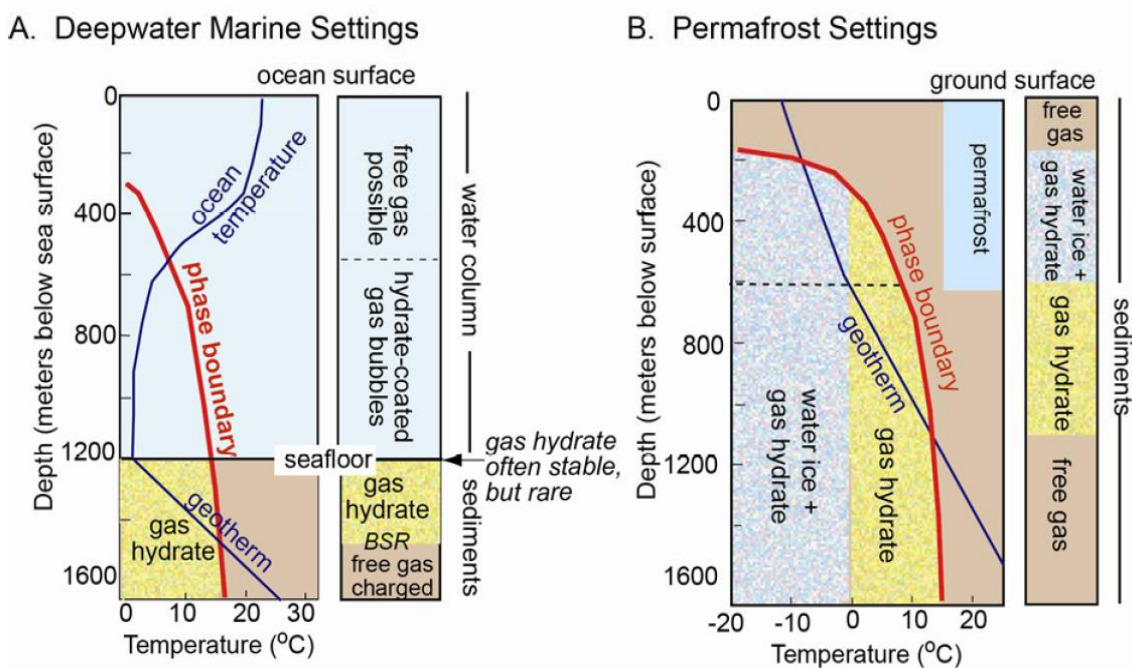 A. Deepwater Marine Settings
ocean surface
0
400
800
1200
1600
Depth (meters below sea surface)
ocean
temperature
phase boundary
seafloor
gas
hydrate
geotherm
0
10
20
30
Temperature (°C)
free gas
possible
hydrate-coated
gas bubbles
gas
hydrate
BSR
free gas
charged
water column
sediments
gas hydrate
often stable,
but rare
B. Permafrost Settings
ground surface
0
400
800
1200
1600
Depth (meters below surface)
permafrost
phase boundary
geotherm
water ice +
gas hydrate
gas hydrate
-20
-10
0
10
20
Temperature (°C)
free
gas
water ice +
gas hydrate
gas
hydrate
free gas
sediments